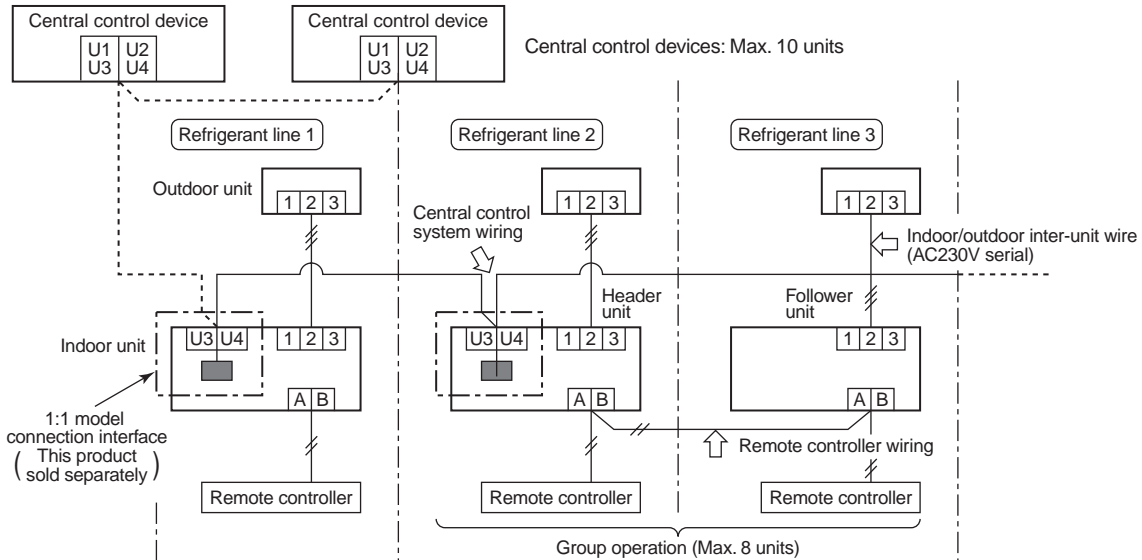 Central control device
U1 U2
U3 U4
Central control device
U1 U2
U3 U4
Central control devices: Max. 10 units
Refrigerant line 1
Refrigerant line 2
Refrigerant line 3
Outdoor unit
1 2 3
1 2 3
1 2 3
Central control
system wiring
Indoor/outdoor inter-unit wire
(AC230V serial)
Header
unit
Follower
unit
Indoor unit
U3 U4
1 2 3
U3 U4
1 2 3
1 2 3
A B
A B
A B
1:1 model
connection interface
( This product
sold separately )
Remote controller wiring
Remote controller
Remote controller
Remote controller
Group operation (Max. 8 units)